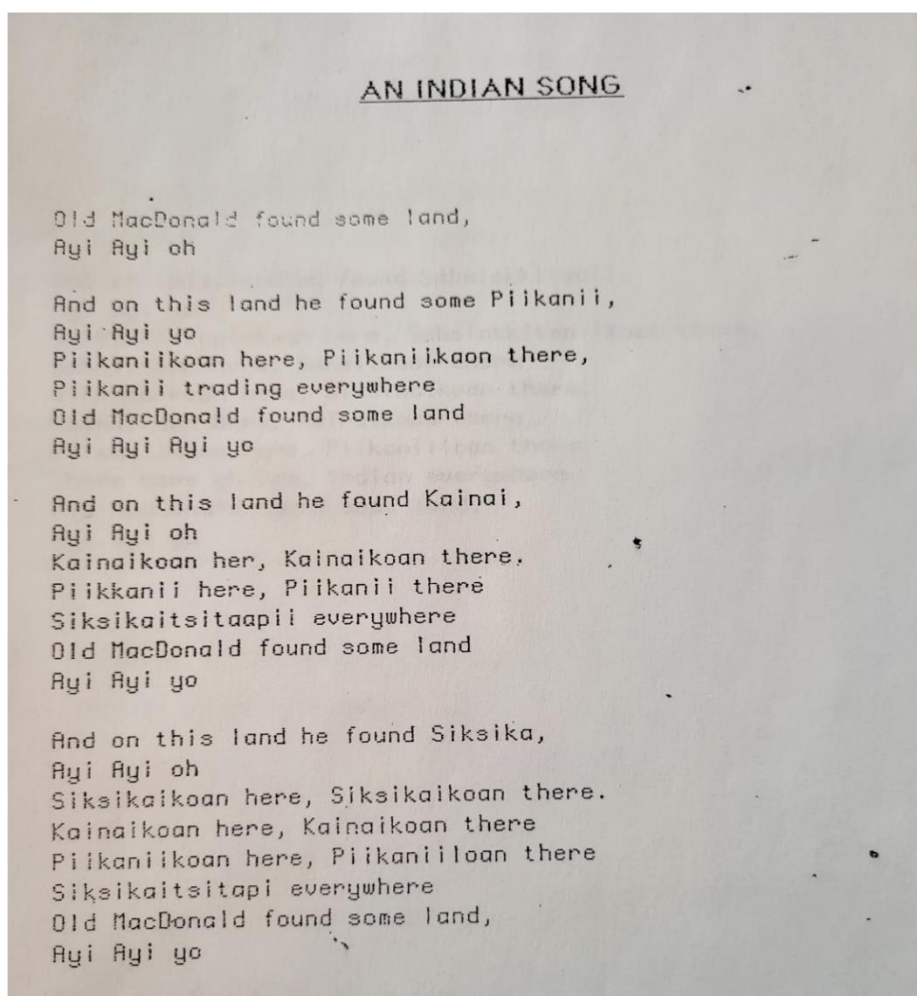 AN INDIAN SONG
Old MacDonald found some land,
Ayi Ayi oh
And on this land he found some Piikanii,
Ayi Ayi yo
Piikaniikoan here, Piikaniikaon there,
Piikanii trading everywhere
Old MacDonald found some land
Ayi Ayi Ayi yo
And on this land he found Kainai,
Ayi Ayi oh
Kainaikoan her, Kainaikoan there.
Piikkanii here, Piikanii there
Siksikaitsitaapii everywhere
Old MacDonald found some land
Ayi Ayi yo
And on this land he found Siksika,
Ayi Ayi oh
Siksikaikoan here, Siksikaikoan there.
Kainaikoan here, Kainaikoan there
Piikaniikoan here, Piikaniiloan there
Siksikaitsitapi everywhere
Old MacDonald found some land,
Ayi Ayi yo